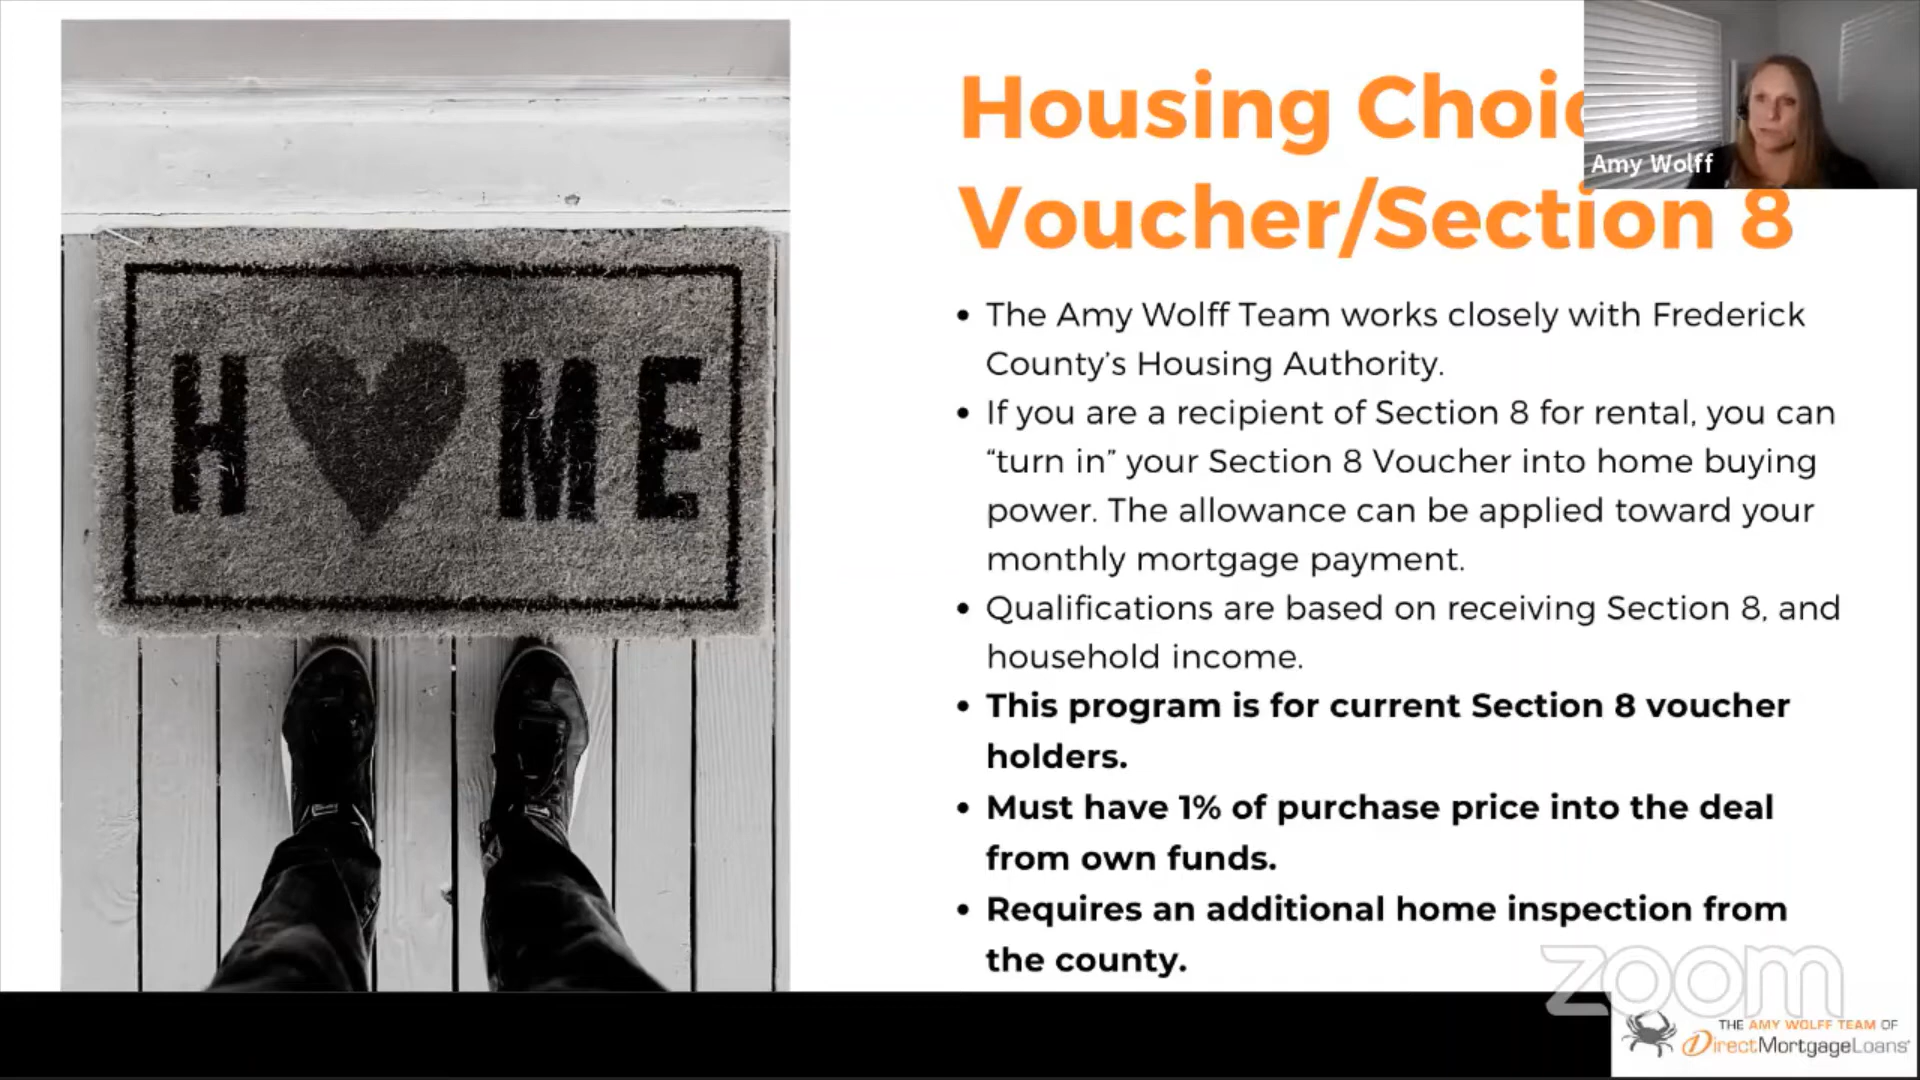 Housing Choic
Voucher/Section 8
Amy Wolff
• The Amy Wolff Team works closely with Frederick
County's Housing Authority.
• If you are a recipient of Section 8 for rental, you can
“turn in” your Section 8 Voucher into home buying
power. The allowance can be applied toward your
monthly mortgage payment.
• Qualifications are based on receiving Section 8, and
household income.
• This program is for current Section 8 voucher
holders.
• Must have 1% of purchase price into the deal
from own funds.
• Requires an additional home inspection from
the county.
H♥ME
zoom
THE AMY WOLFF TEAM OF
DirectMortgageLoans